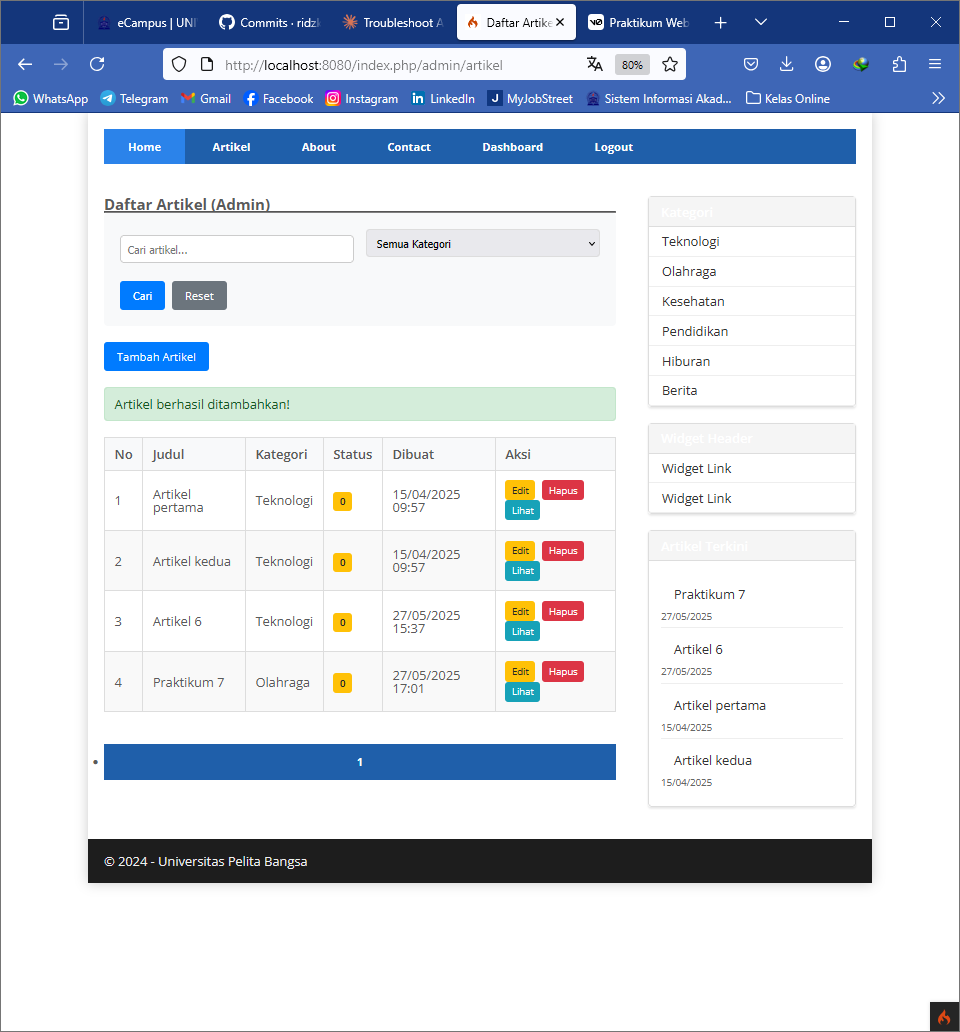 eCampus | UNI
Commits · ridzk
Troubleshoot A
Daftar Artike
Praktikum Web
http://localhost:8080/index.php/admin/artikel
80%
WhatsApp
Telegram
Gmail
Facebook
Instagram
LinkedIn
MyJobStreet
Sistem Informasi Akad...
Kelas Online
Home
Artikel
About
Contact
Dashboard
Logout
Daftar Artikel (Admin)
Cari artikel...
Semua Kategori
Cari
Reset
Tambah Artikel
Artikel berhasil ditambahkan!
No Judul Kategori Status Dibuat Aksi
1 Artikel pertama Teknologi 0 15/04/2025 09:57 Edit Hapus Lihat
2 Artikel kedua Teknologi 0 15/04/2025 09:57 Edit Hapus Lihat
3 Artikel 6 Teknologi 0 27/05/2025 15:37 Edit Hapus Lihat
4 Praktikum 7 Olahraga 0 27/05/2025 17:01 Edit Hapus Lihat
1
Kategori
Teknologi
Olahraga
Kesehatan
Pendidikan
Hiburan
Berita
Widget Header
Widget Link
Widget Link
Artikel Terkini
Praktikum 7
27/05/2025
Artikel 6
27/05/2025
Artikel pertama
15/04/2025
Artikel kedua
15/04/2025
© 2024 - Universitas Pelita Bangsa